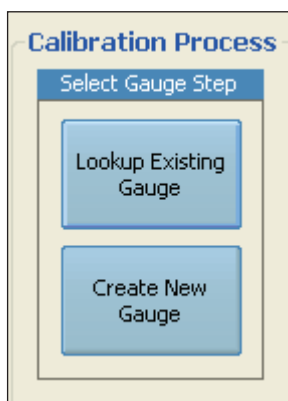 Calibration Process
Select Gauge Step
Lookup Existing
Gauge
Create New
Gauge